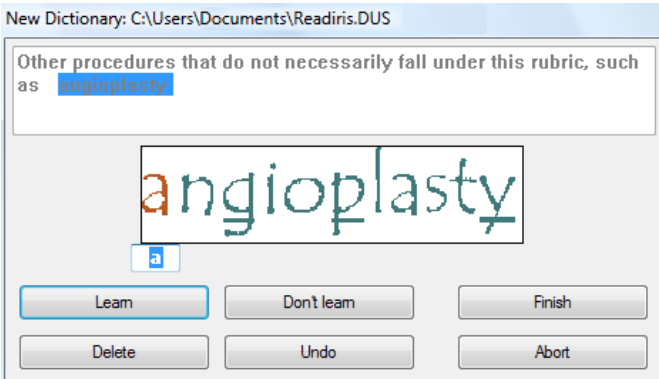 New Dictionary: C:\Users\Documents\Readiris.DUS
Other procedures that do not necessarily fall under this rubric, such
as angioplasty
angioplasty
a
Learn Don't learn Finish
Delete Undo Abort